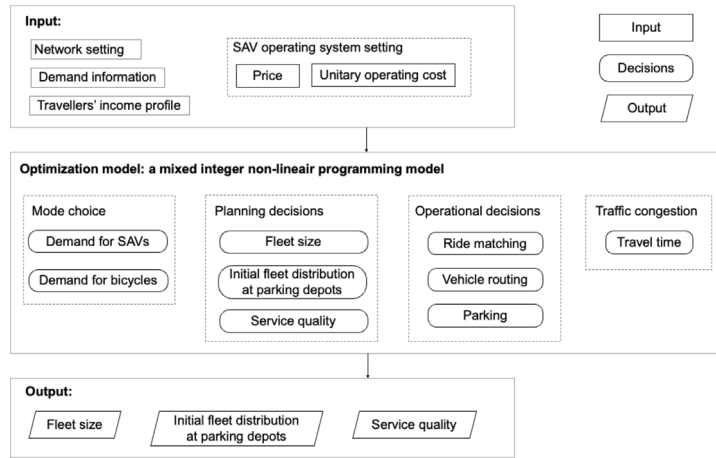 Input:
Network setting
Demand information
Travellers' income profile
SAV operating system setting
Price
Unitary operating cost
Input
Decisions
Output
Optimization model: a mixed integer non-lineair programming model
Mode choice
Demand for SAVs
Demand for bicycles
Planning decisions
Fleet size
Initial fleet distribution
at parking depots
Service quality
Operational decisions
Ride matching
Vehicle routing
Parking
Traffic congestion
Travel time
Output:
Fleet size
Initial fleet distribution
at parking depots
Service quality